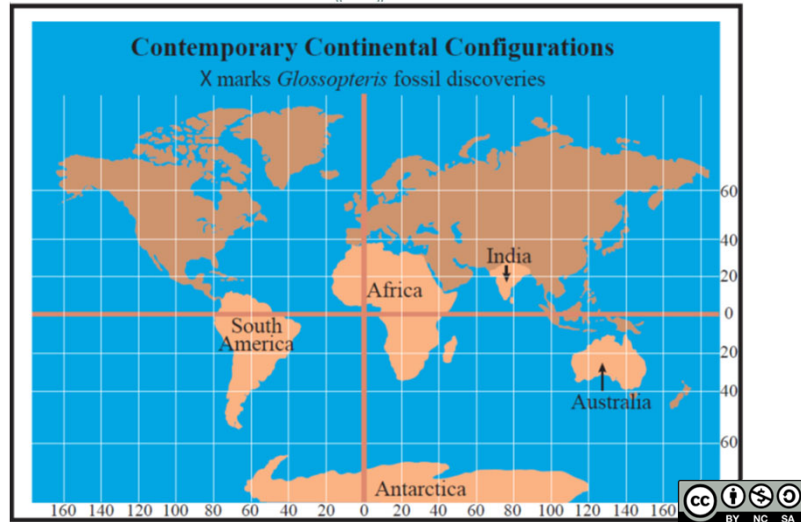 Contemporary Continental Configurations
X marks Glossopteris fossil discoveries
60
40
India
20
Africa
0
South
America
20
40
Australia
60
Antarctica
160 140 120 100 80 60 40 20 0 20 40 60 80 100 120 140 160
cc
BY NC SA